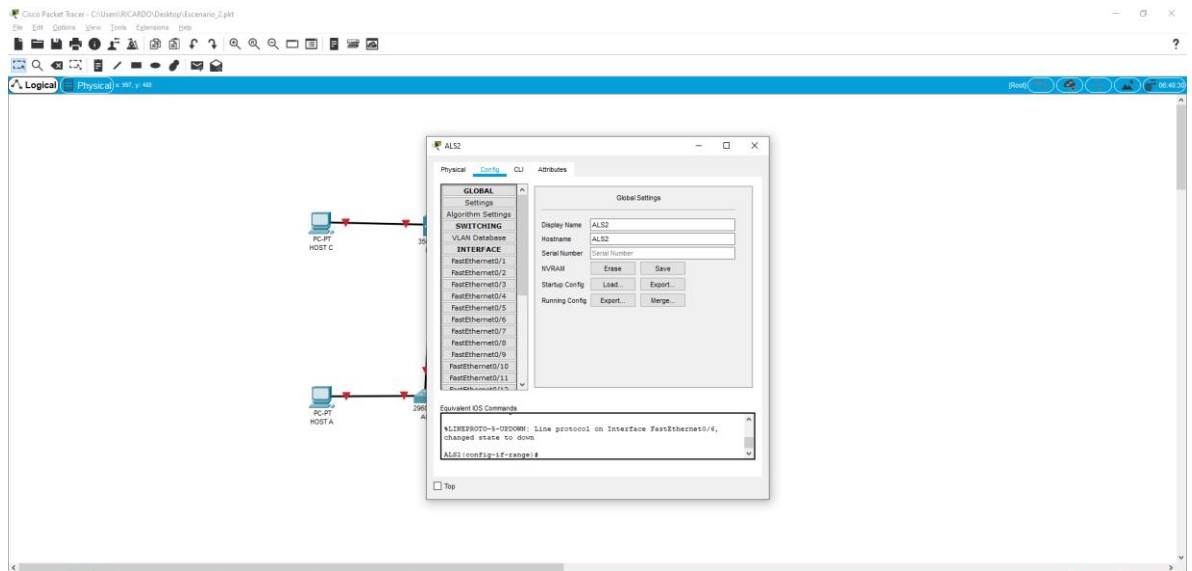 Cisco Packet Tracer - C:\Users\RICARDO\Desktop\Escenario_2.pkt
File Edit Options View Tools Extensions Help
?
Logical Physical x: 997, y: 485 [Root] 06:40:30
ALS2
Physical Config CLI Attributes
GLOBAL
Settings
Algorithm Settings
SWITCHING
VLAN Database
INTERFACE
FastEthernet0/1
FastEthernet0/2
FastEthernet0/3
FastEthernet0/4
FastEthernet0/5
FastEthernet0/6
FastEthernet0/7
FastEthernet0/8
FastEthernet0/9
FastEthernet0/10
FastEthernet0/11
Global Settings
Display Name ALS2
Hostname ALS2
Serial Number Serial Number
NVRAM Erase Save
Startup Config Load... Export...
Running Config Export... Merge...
Equivalent IOS Commands
%LINEPROTO-5-UPDOWN: Line protocol on Interface FastEthernet0/6,
changed state to down
ALS2(config-if-range)#
Top
PC-PT
HOST C
PC-PT
HOST A